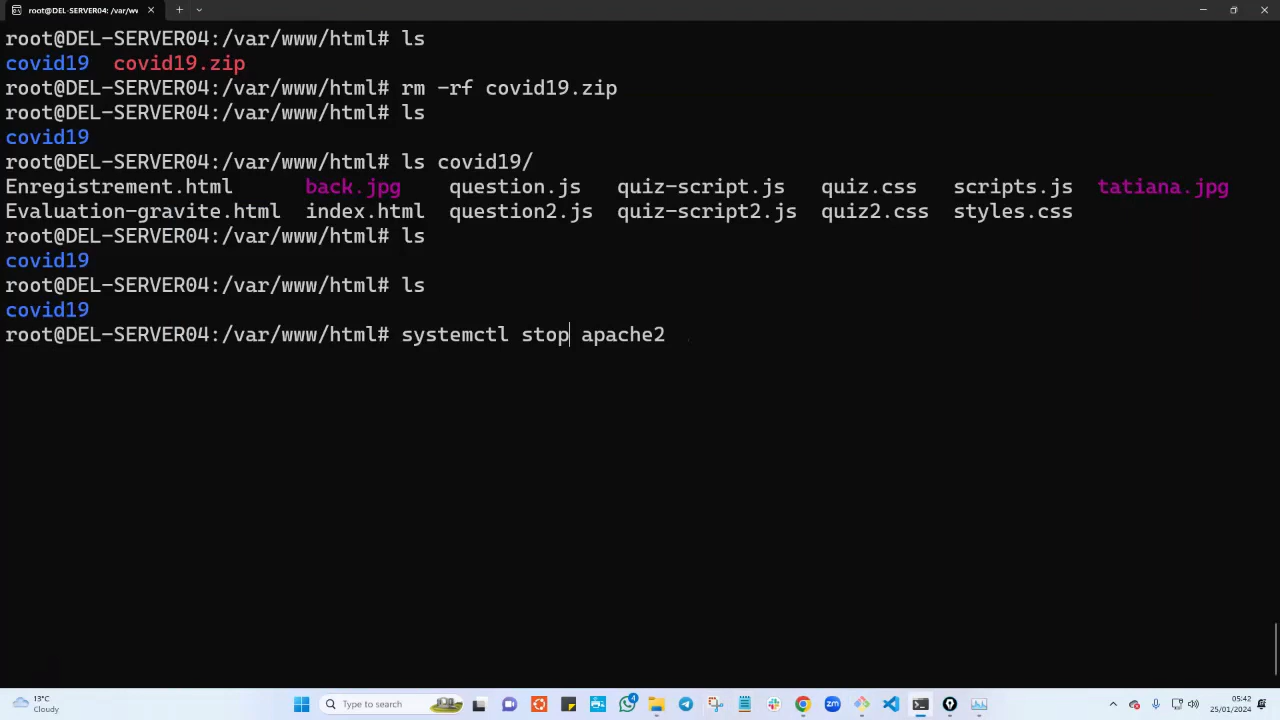 root@DEL-SERVER04: /var/ww
root@DEL-SERVER04:/var/www/html# ls
covid19  covid19.zip
root@DEL-SERVER04:/var/www/html# rm -rf covid19.zip
root@DEL-SERVER04:/var/www/html# ls
covid19
root@DEL-SERVER04:/var/www/html# ls covid19/
Enregistrement.html  back.jpg  question.js  quiz-script.js  quiz.css  scripts.js  tatiana.jpg
Evaluation-gravite.html  index.html  question2.js  quiz-script2.js  quiz2.css  styles.css
root@DEL-SERVER04:/var/www/html# ls
covid19
root@DEL-SERVER04:/var/www/html# ls
covid19
root@DEL-SERVER04:/var/www/html# systemctl stop apache2
13°C
Cloudy
Type here to search
4
zm
05:42
25/01/2024